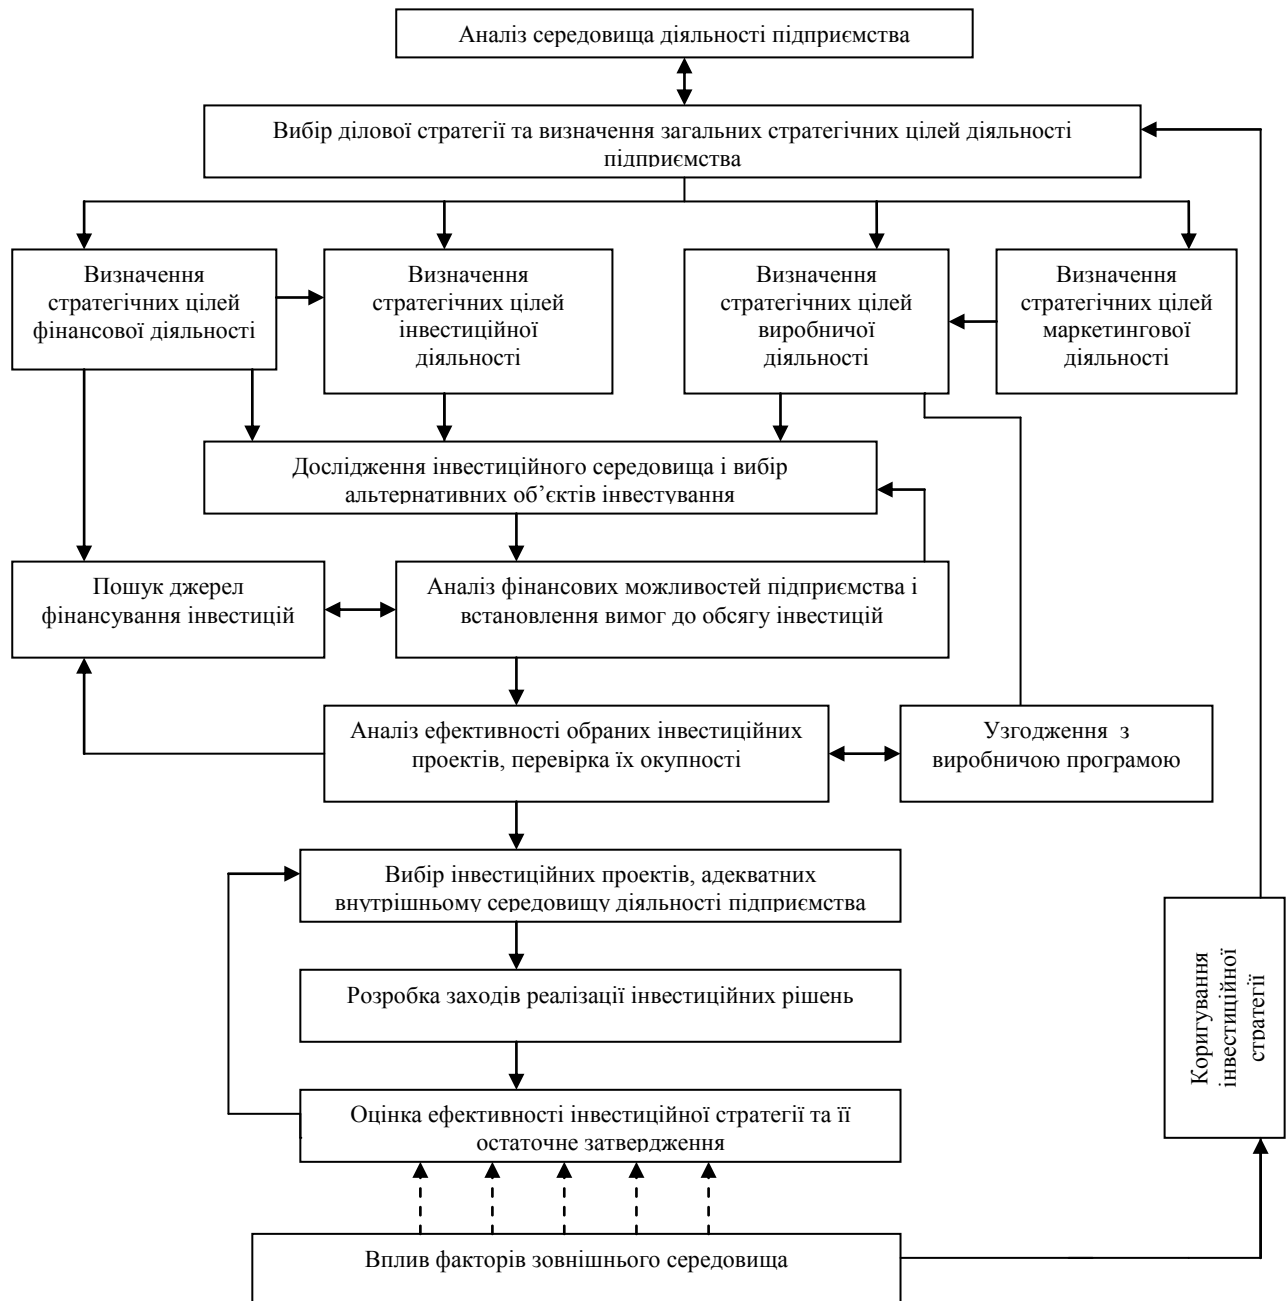 Аналіз середовища діяльності підприємства
Вибір ділової стратегії та визначення загальних стратегічних цілей діяльності
підприємства
Визначення
стратегічних цілей
фінансової діяльності
Визначення
стратегічних цілей
інвестиційної
діяльності
Визначення
стратегічних цілей
виробничої
діяльності
Визначення
стратегічних цілей
маркетингової
діяльності
Дослідження інвестиційного середовища і вибір
альтернативних об’єктів інвестування
Пошук джерел
фінансування інвестицій
Аналіз фінансових можливостей підприємства і
встановлення вимог до обсягу інвестицій
Аналіз ефективності обраних інвестиційних
проектів, перевірка їх окупності
Узгодження з
виробничою програмою
Вибір інвестиційних проектів, адекватних
внутрішньому середовищу діяльності підприємства
Розробка заходів реалізації інвестиційних рішень
Коригування
інвестиційної
стратегії
Оцінка ефективності інвестиційної стратегії та її
остаточне затвердження
Вплив факторів зовнішнього середовища